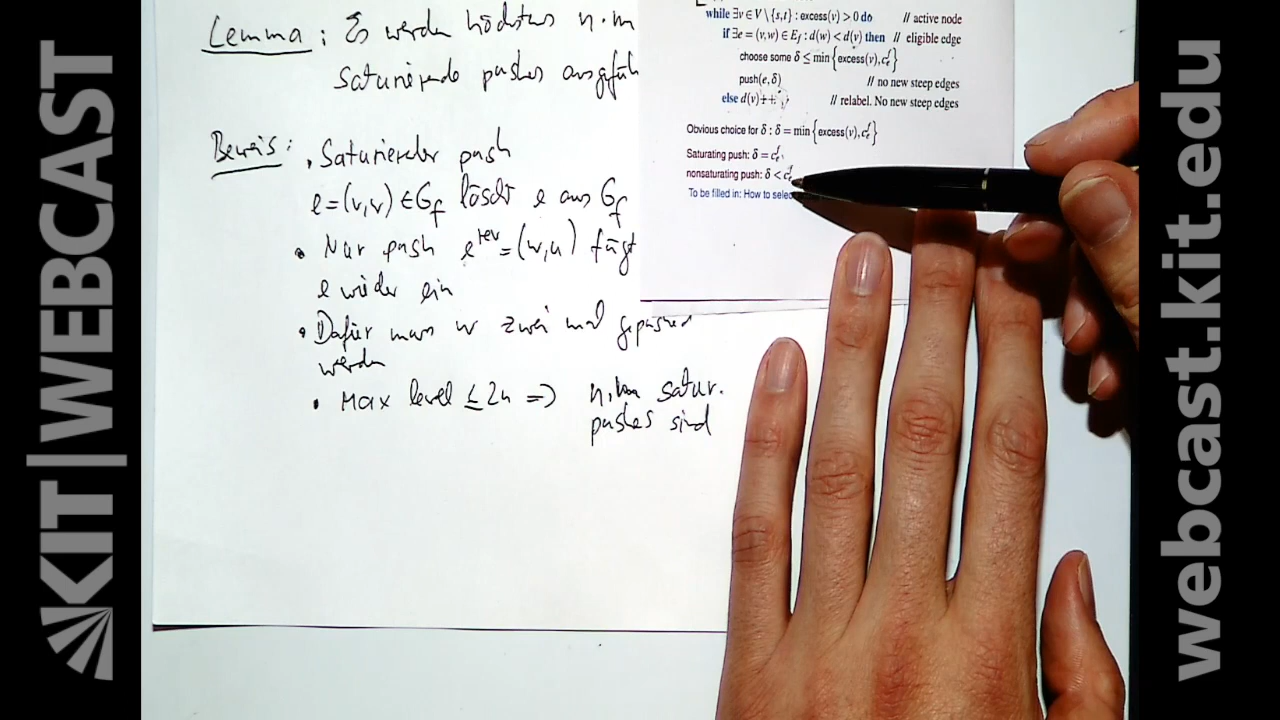 Lemma: Es werden höchstens n·m
saturierende pushes ausgefüh
Beweis: · Saturierender push
e=(v,w) ∈ G_f löscht e aus G_f
· Nur push e^rev=(w,u) fügt
e wieder ein
· Dafür muss w zwei mal gepushed
werden
· Max level ≤ 2n => satur.
pushes sind
while ∃v ∈ V \ {s,t} : excess(v) > 0 do // active node
if ∃e = (v,w) ∈ E_f : d(w) < d(v) then // eligible edge
choose some δ ≤ min{excess(v), c_e^f}
push(e,δ) // no new steep edges
else d(v)++ // relabel. No new steep edges
Obvious choice for δ : δ = min{excess(v), c_e^f}
Saturating push: δ = c_e^f
nonsaturating push: δ < c_e^f
To be filled in: How to selec
KIT | WEBCAST
webcast.kit.edu